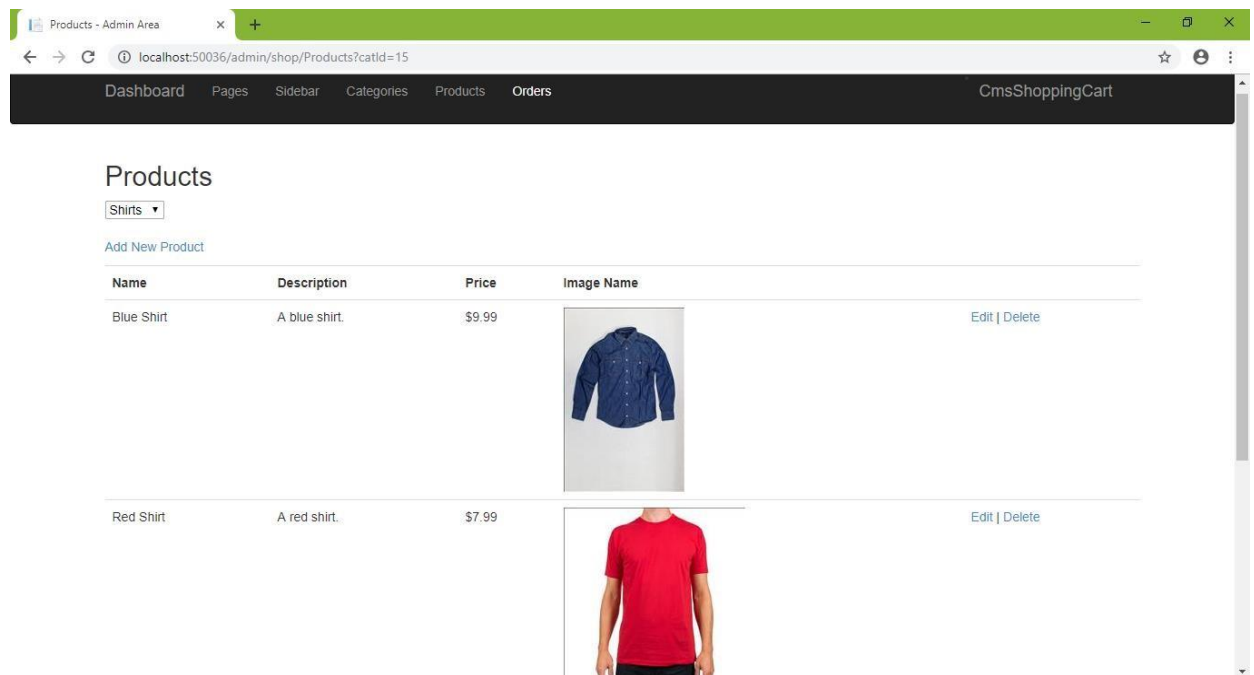 Products - Admin Area
localhost:50036/admin/shop/Products?catId=15
Dashboard Pages Sidebar Categories Products Orders CmsShoppingCart
Products
Shirts
Add New Product
Name Description Price Image Name
Blue Shirt A blue shirt. $9.99 Edit | Delete
Red Shirt A red shirt. $7.99 Edit | Delete